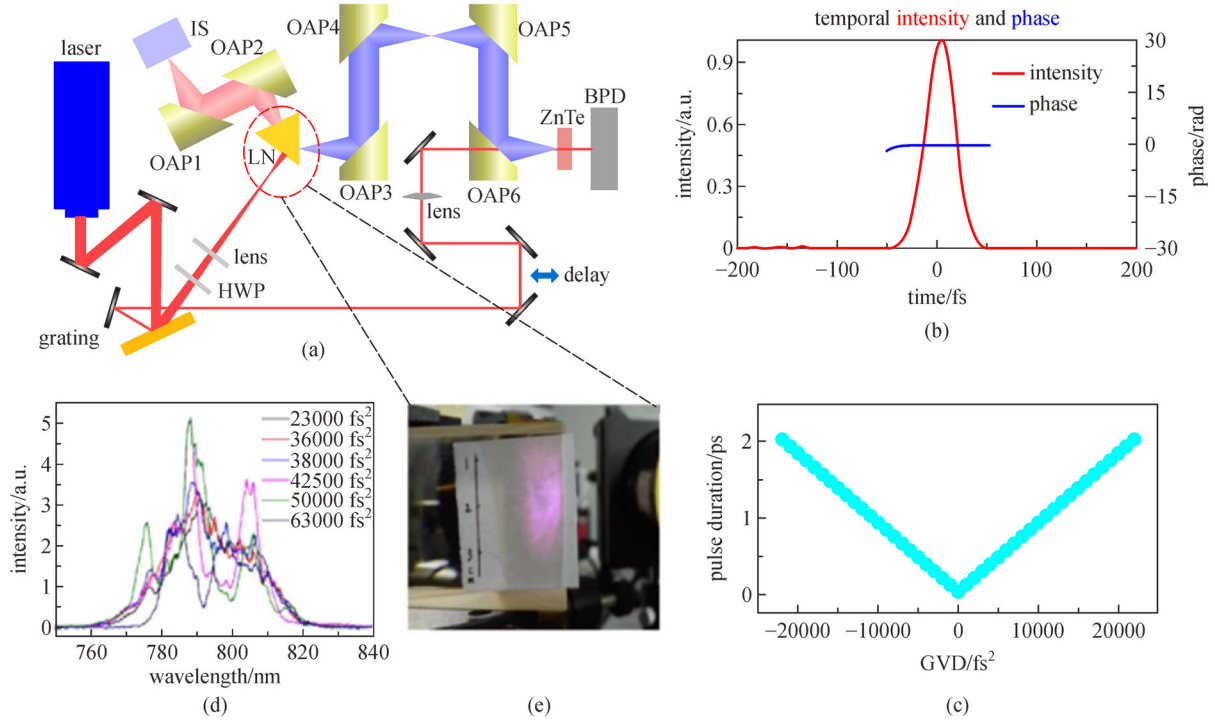 laser
IS
OAP2
OAP1
LN
OAP4
OAP5
OAP3
OAP6
ZnTe
BPD
lens
lens
HWP
delay
grating
(a)
temporal intensity and phase
intensity
phase
intensity/a.u.
0.9
0.6
0.3
0
phase/rad
30
15
0
−15
−30
−200
−100
0
100
200
time/fs
(b)
intensity/a.u.
5
4
3
2
1
0
23000 fs²
36000 fs²
38000 fs²
42500 fs²
50000 fs²
63000 fs²
760
780
800
820
840
wavelength/nm
(d)
(e)
pulse duration/ps
2
1
0
−20000
−10000
0
10000
20000
GVD/fs²
(c)